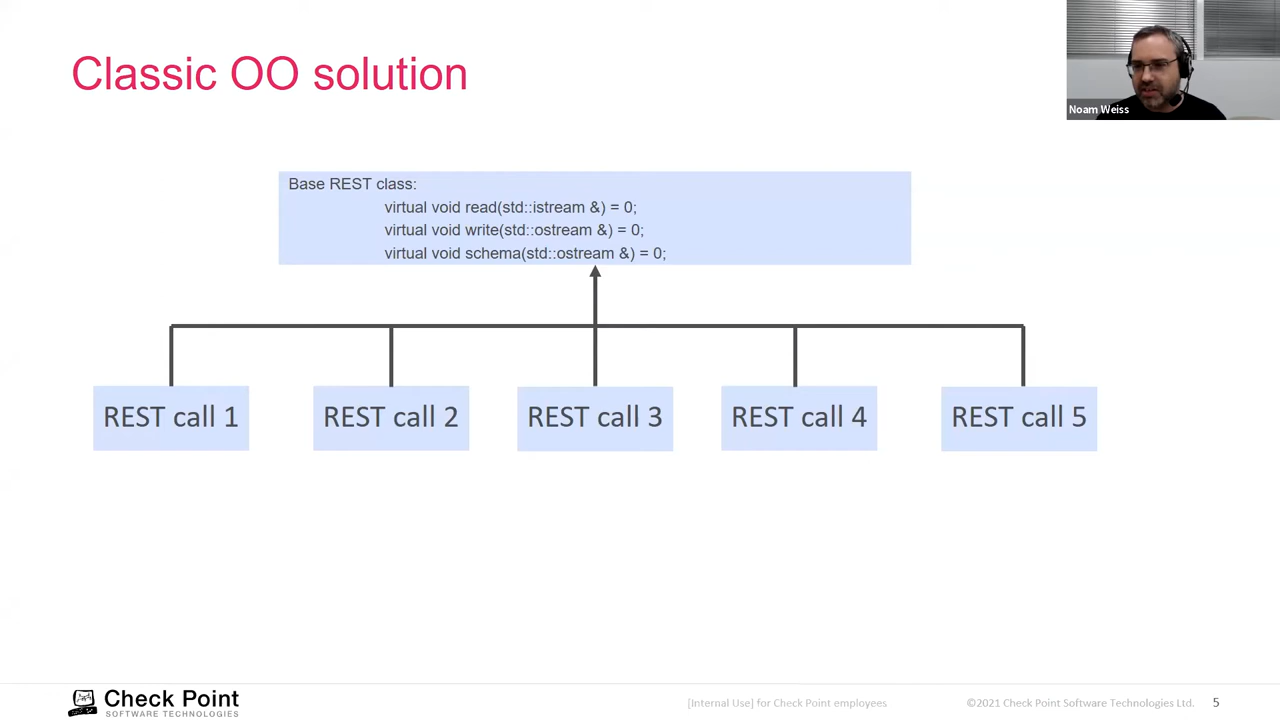 Classic OO solution
Noam Weiss
Base REST class:
virtual void read(std::istream &) = 0;
virtual void write(std::ostream &) = 0;
virtual void schema(std::ostream &) = 0;
REST call 1
REST call 2
REST call 3
REST call 4
REST call 5
Check Point
SOFTWARE TECHNOLOGIES
[Internal Use] for Check Point employees
©2021 Check Point Software Technologies Ltd.
5